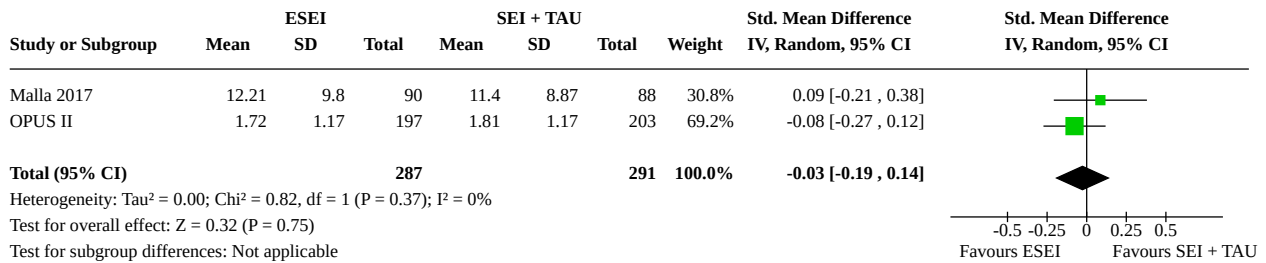 ESEI SEI + TAU Std. Mean Difference Std. Mean Difference
Study or Subgroup Mean SD Total Mean SD Total Weight IV, Random, 95% CI IV, Random, 95% CI
Malla 2017 12.21 9.8 90 11.4 8.87 88 30.8% 0.09 [-0.21 , 0.38]
OPUS II 1.72 1.17 197 1.81 1.17 203 69.2% -0.08 [-0.27 , 0.12]
Total (95% CI) 287 291 100.0% -0.03 [-0.19 , 0.14]
Heterogeneity: Tau² = 0.00; Chi² = 0.82, df = 1 (P = 0.37); I² = 0%
Test for overall effect: Z = 0.32 (P = 0.75)
-0.5 -0.25 0 0.25 0.5
Test for subgroup differences: Not applicable Favours ESEI Favours SEI + TAU